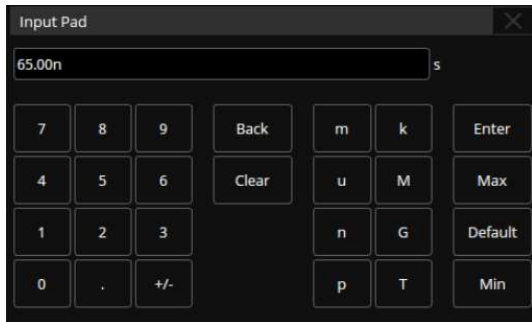 Input Pad
65.00n s
7 8 9 Back m k Enter
4 5 6 Clear u M Max
1 2 3 n G Default
0 . +/- p T Min